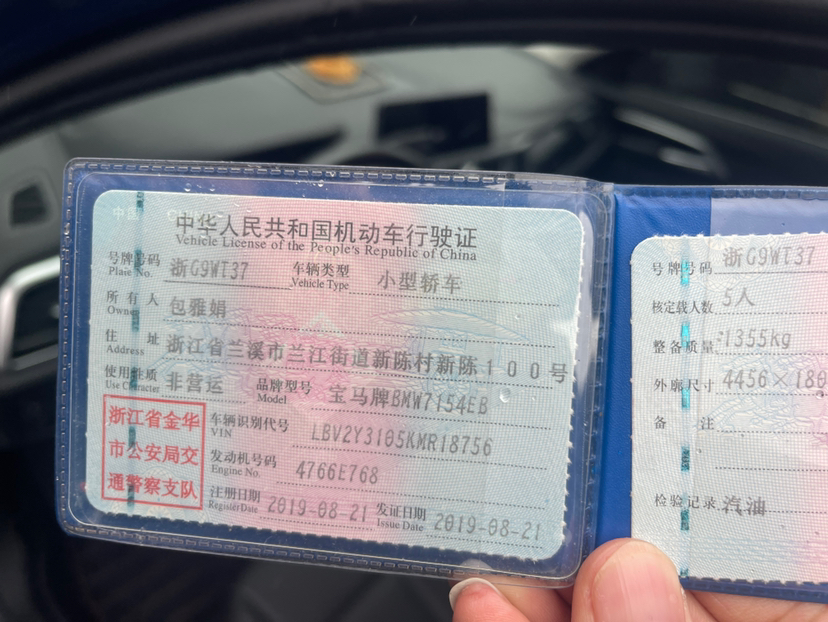 中华人民共和国机动车行驶证
Vehicle License of the People's Republic of China
号牌号码 浙G9WT37 车辆类型 小型轿车
Plate No. Vehicle Type
所有人 包雅娟
Owner
住址 浙江省兰溪市兰江街道新陈村新陈100号
Address
使用性质 非营运 品牌型号 宝马牌BMW7154EB
Use Character Model
浙江省金华
市公安局交
通警察支队
车辆识别代号 LBV2Y3105KMR18756
VIN
发动机号码 4766E768
Engine No.
注册日期 2019-08-21 发证日期 2019-08-21
Register Date Issue Date
号牌号码 浙G9WT37
核定载人数 5人
整备质量 1355kg
外廓尺寸 4456×180
备注
检验记录 汽油